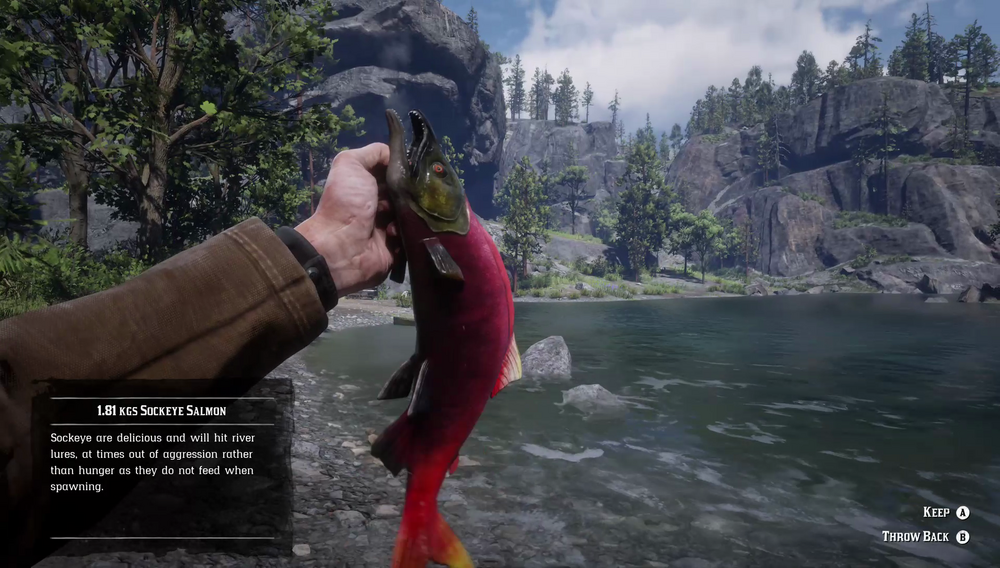 1.81 KGS SOCKEYE SALMON
Sockeye are delicious and will hit river
lures, at times out of aggression rather
than hunger as they do not feed when
spawning.
KEEP A
THROW BACK B